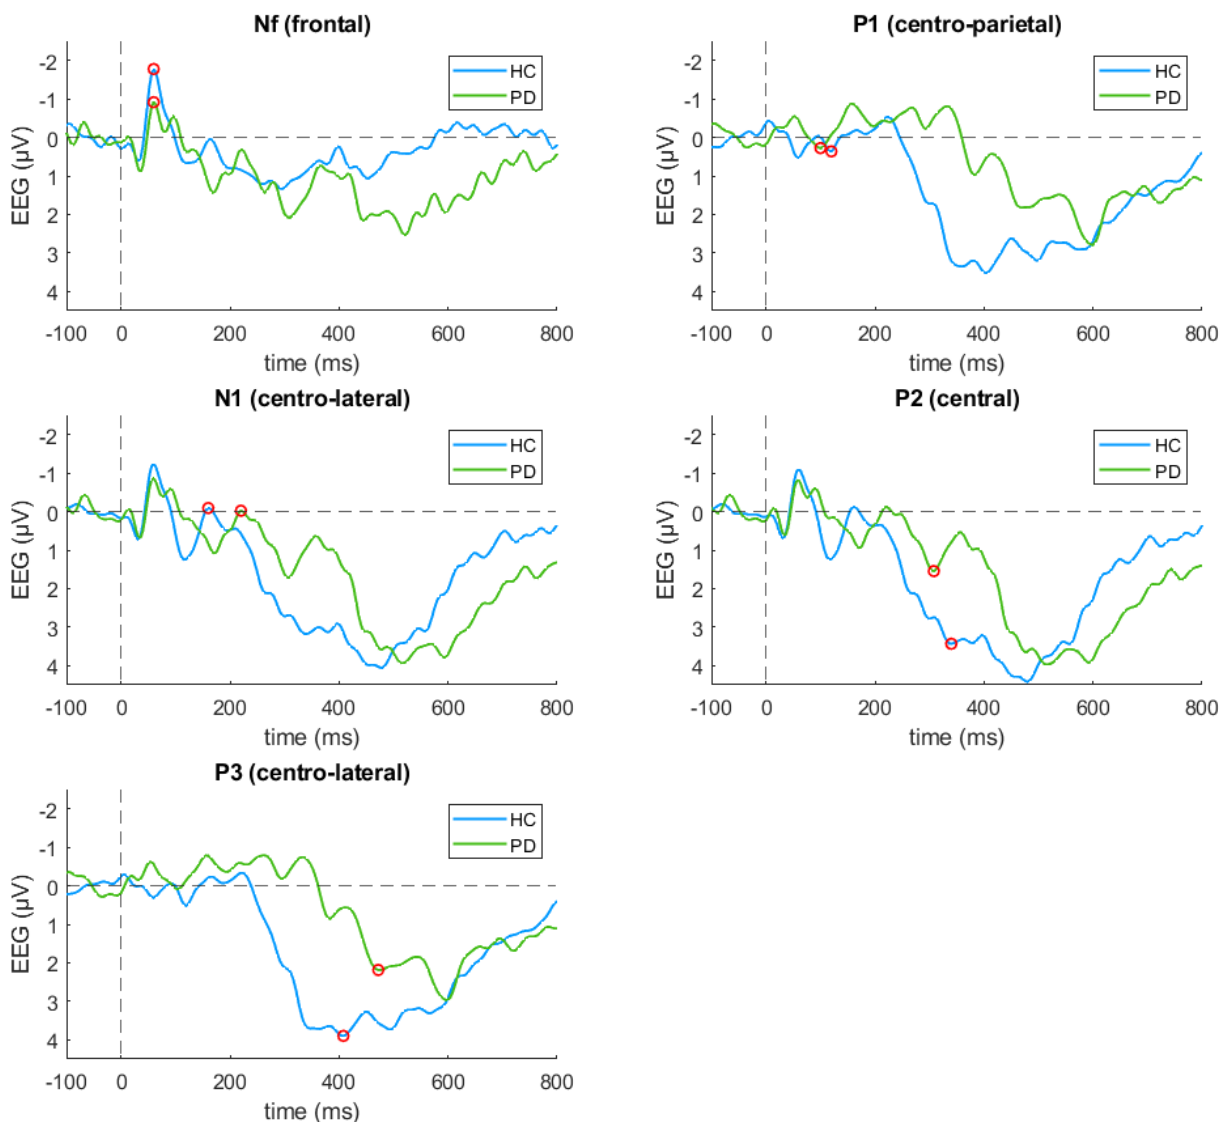 Nf (frontal)
-2
-1
0
1
2
3
4
EEG (µV)
HC
PD
-100 0 200 400 600 800
time (ms)
P1 (centro-parietal)
-2
-1
0
1
2
3
4
EEG (µV)
HC
PD
-100 0 200 400 600 800
time (ms)
N1 (centro-lateral)
-2
-1
0
1
2
3
4
EEG (µV)
HC
PD
-100 0 200 400 600 800
time (ms)
P2 (central)
-2
-1
0
1
2
3
4
EEG (µV)
HC
PD
-100 0 200 400 600 800
time (ms)
P3 (centro-lateral)
-2
-1
0
1
2
3
4
EEG (µV)
HC
PD
-100 0 200 400 600 800
time (ms)